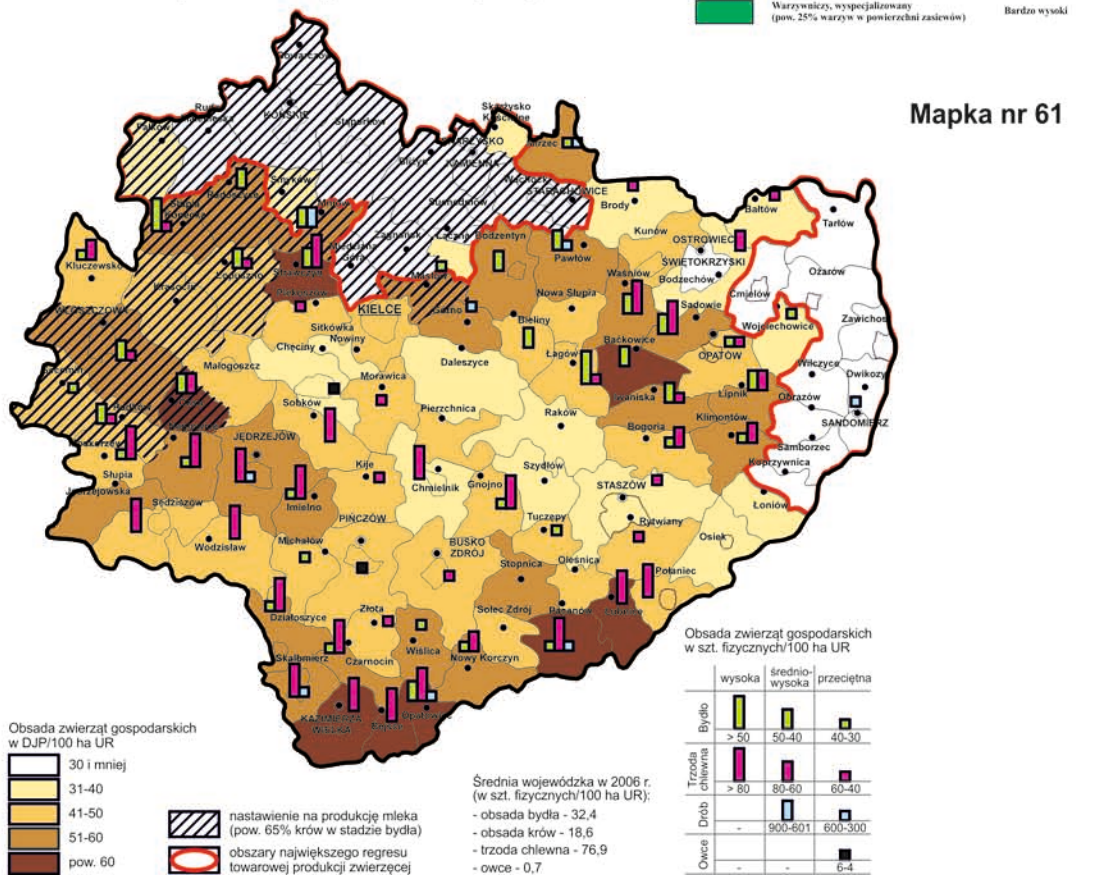 Warzywniczy, wyspecjalizowany
(pow. 25% warzyw w powierzchni zasiewów)
Bardzo wysoki
Mapka nr 61
KOŃSKIE
Smyków
Brody
Bałtów
Tarłów
Kunów
OSTROWIEC
ŚWIĘTOKRZYSKI
Bodzechów
Ożarów
Ćmielów
Zawichost
Wojciechowice
Kluczewsko
Krasocin
Łopuszno
KIELCE
Bodzentyn
Pawłów
Waśniów
Sadowie
Nowa Słupia
Bieliny
Górno
Sitkówka
Nowiny
Chęciny
Daleszyce
Łagów
Baćkowice
OPATÓW
Wilczyce
Dwikozy
Lipnik
Obrazów
SANDOMIERZ
Małogoszcz
Morawica
Sobków
Pierzchnica
Raków
Bogoria
Klimontów
Samborzec
Koprzywnica
Łoniów
JĘDRZEJÓW
Kije
Chmielnik
Gnojno
Szydłów
STASZÓW
Rytwiany
Osiek
Słupia
Jędrzejowska
Sędziszów
Imielno
PIŃCZÓW
Tuczępy
Wodzisław
Michałów
BUSKO
ZDRÓJ
Stopnica
Oleśnica
Połaniec
Działoszyce
Złota
Solec Zdrój
Pacanów
Wiślica
Skalbmierz
Czarnocin
Nowy Korczyn
KAZIMIERZA
WIELKA
Obsada zwierząt gospodarskich
w DJP/100 ha UR
30 i mniej
31-40
41-50
51-60
pow. 60
nastawienie na produkcję mleka
(pow. 65% krów w stadzie bydła)
obszary największego regresu
towarowej produkcji zwierzęcej
Średnia wojewódzka w 2006 r.
(w szt. fizycznych/100 ha UR):
- obsada bydła - 32,4
- obsada krów - 18,6
- trzoda chlewna - 76,9
- owce - 0,7
Obsada zwierząt gospodarskich
w szt. fizycznych/100 ha UR
wysoka
średnio-
wysoka
przeciętna
Bydło
> 50
50-40
40-30
Trzoda
chlewna
> 80
80-60
60-40
Drób
-
900-601
600-300
Owce
-
-
6-4